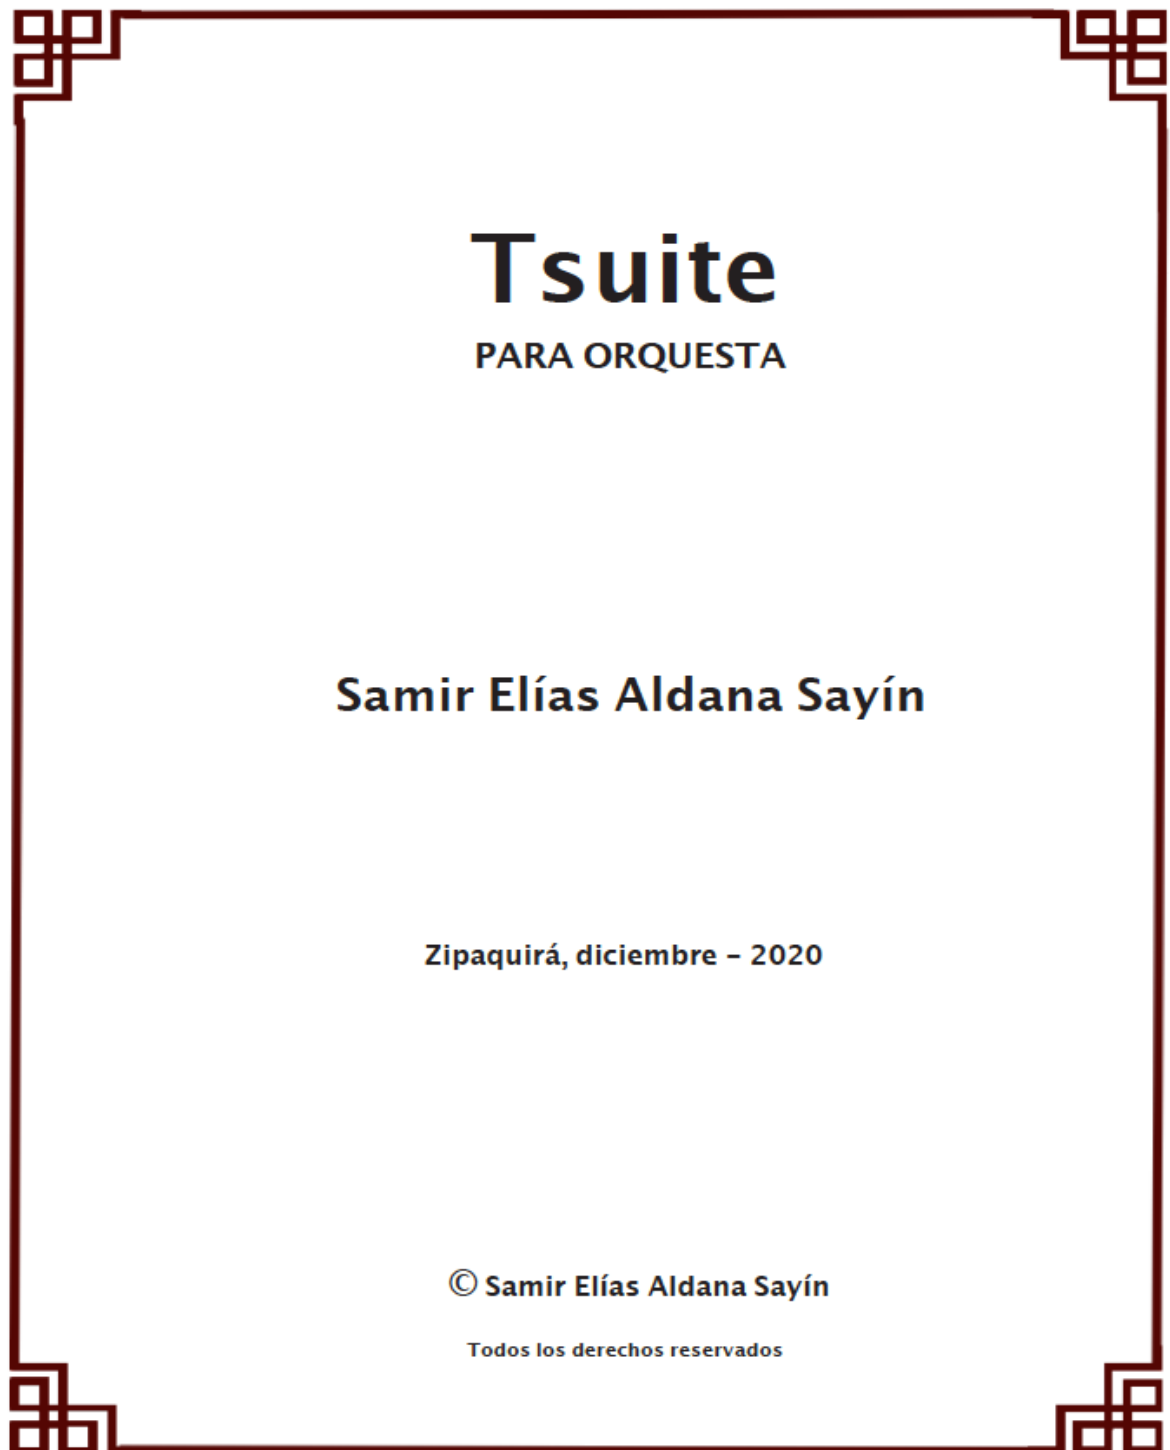 Tsuite
PARA ORQUESTA
Samir Elías Aldana Sayín
Zipaquirá, diciembre – 2020
© Samir Elías Aldana Sayín
Todos los derechos reservados